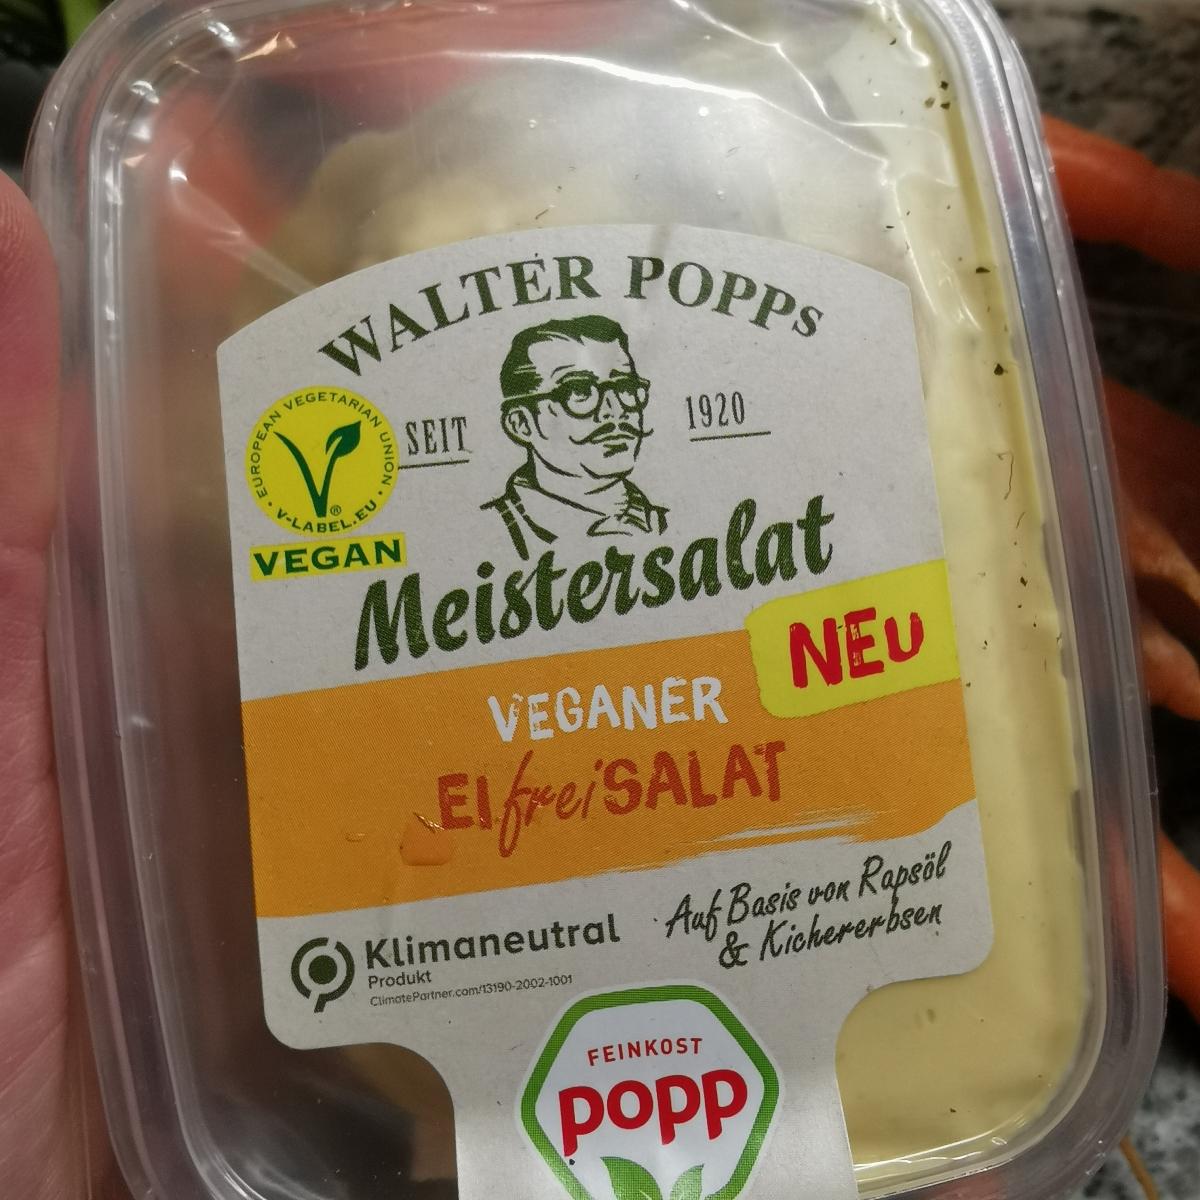 WALTER POPPs
SEIT 1920
EUROPEAN VEGETARIAN UNION
V-LABEL.EU
VEGAN
Meistersalat
NEU
VEGANER
EIfreiSALAT
Auf Basis von Rapsöl
& Kichererbsen
Klimaneutral
Produkt
ClimatePartner.com/13190-2002-1001
FEINKOST
popp